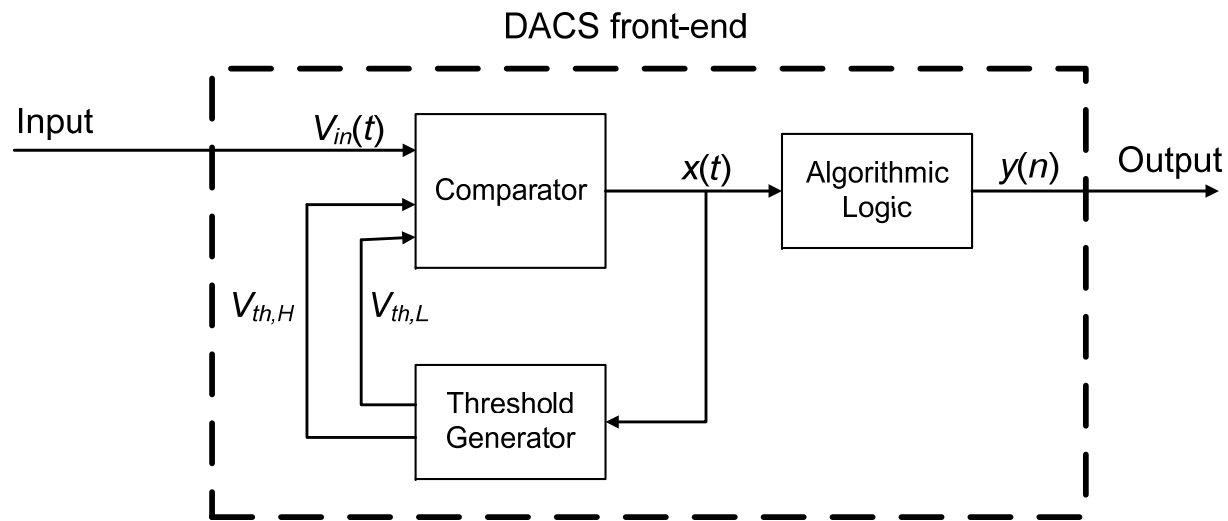 DACS front-end
Input
V_in(t)
Comparator
x(t)
Algorithmic
Logic
y(n)
Output
V_th,H
V_th,L
Threshold
Generator